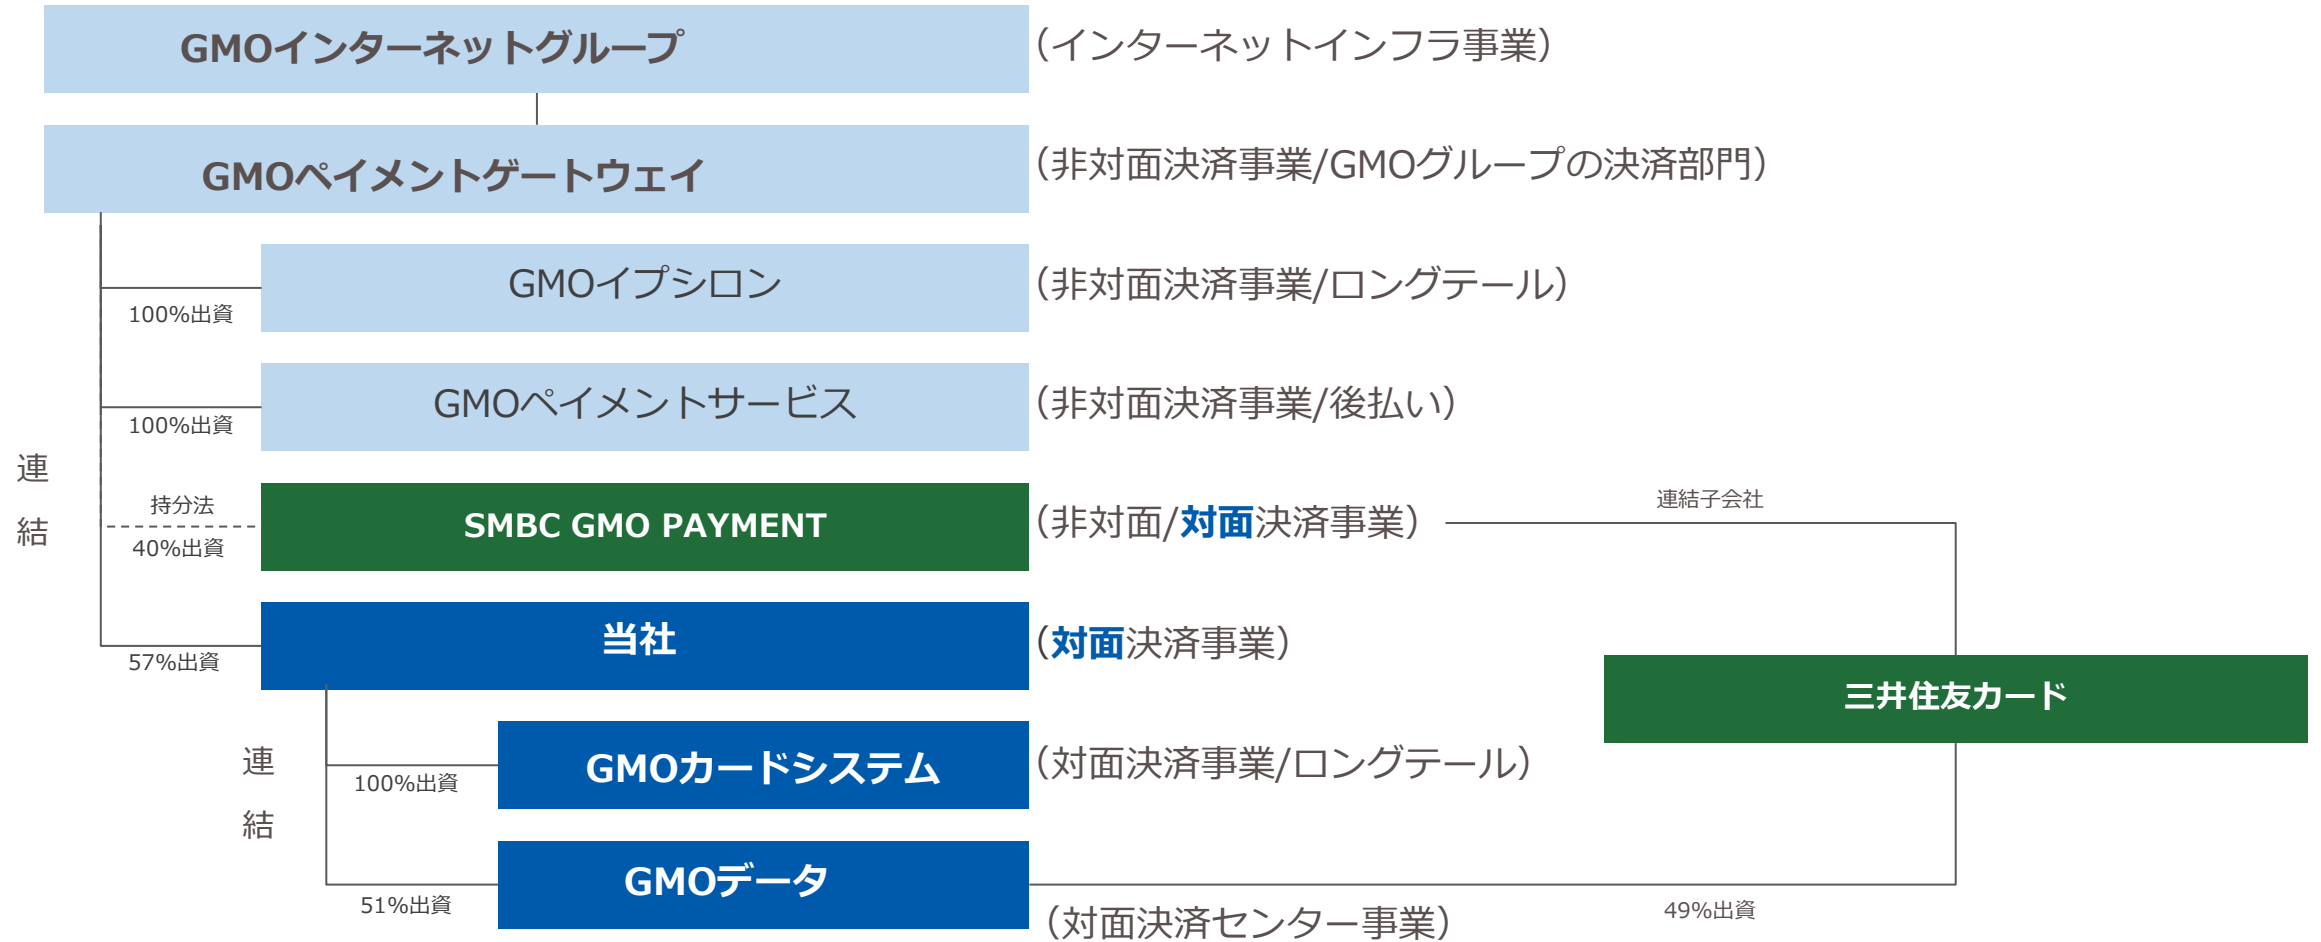 GMOインターネットグループ
（インターネットインフラ事業）
GMOペイメントゲートウェイ
（非対面決済事業/GMOグループの決済部門）
GMOイプシロン
（非対面決済事業/ロングテール）
100%出資
GMOペイメントサービス
（非対面決済事業/後払い）
100%出資
連
結
持分法
40%出資
SMBC GMO PAYMENT
（非対面/対面決済事業）
連結子会社
当社
（対面決済事業）
57%出資
三井住友カード
連
結
GMOカードシステム
（対面決済事業/ロングテール）
100%出資
GMOデータ
（対面決済センター事業）
51%出資
49%出資